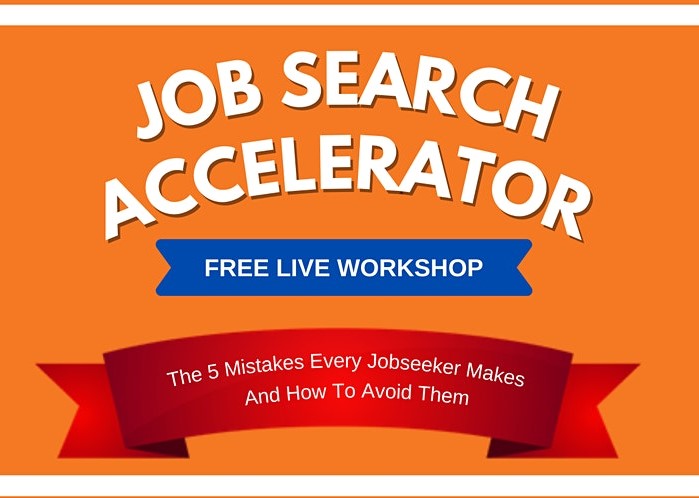 JOB SEARCH
ACCELERATOR
FREE LIVE WORKSHOP
The 5 Mistakes Every Jobseeker Makes
And How To Avoid Them